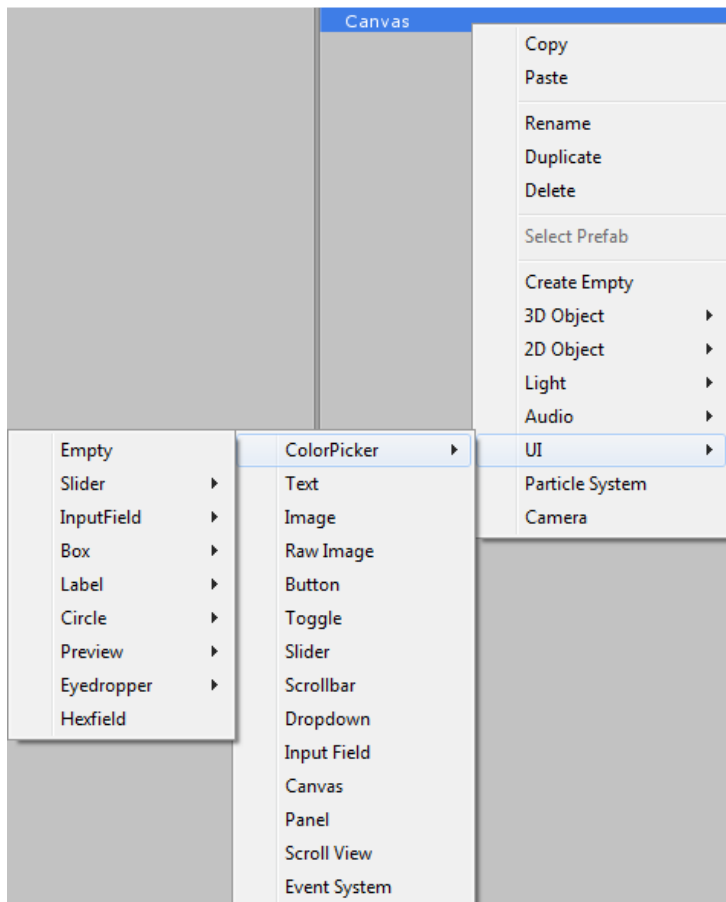 Canvas
Copy
Paste
Rename
Duplicate
Delete
Select Prefab
Create Empty
3D Object
2D Object
Light
Audio
UI
Particle System
Camera
ColorPicker
Text
Image
Raw Image
Button
Toggle
Slider
Scrollbar
Dropdown
Input Field
Canvas
Panel
Scroll View
Event System
Empty
Slider
InputField
Box
Label
Circle
Preview
Eyedropper
Hexfield